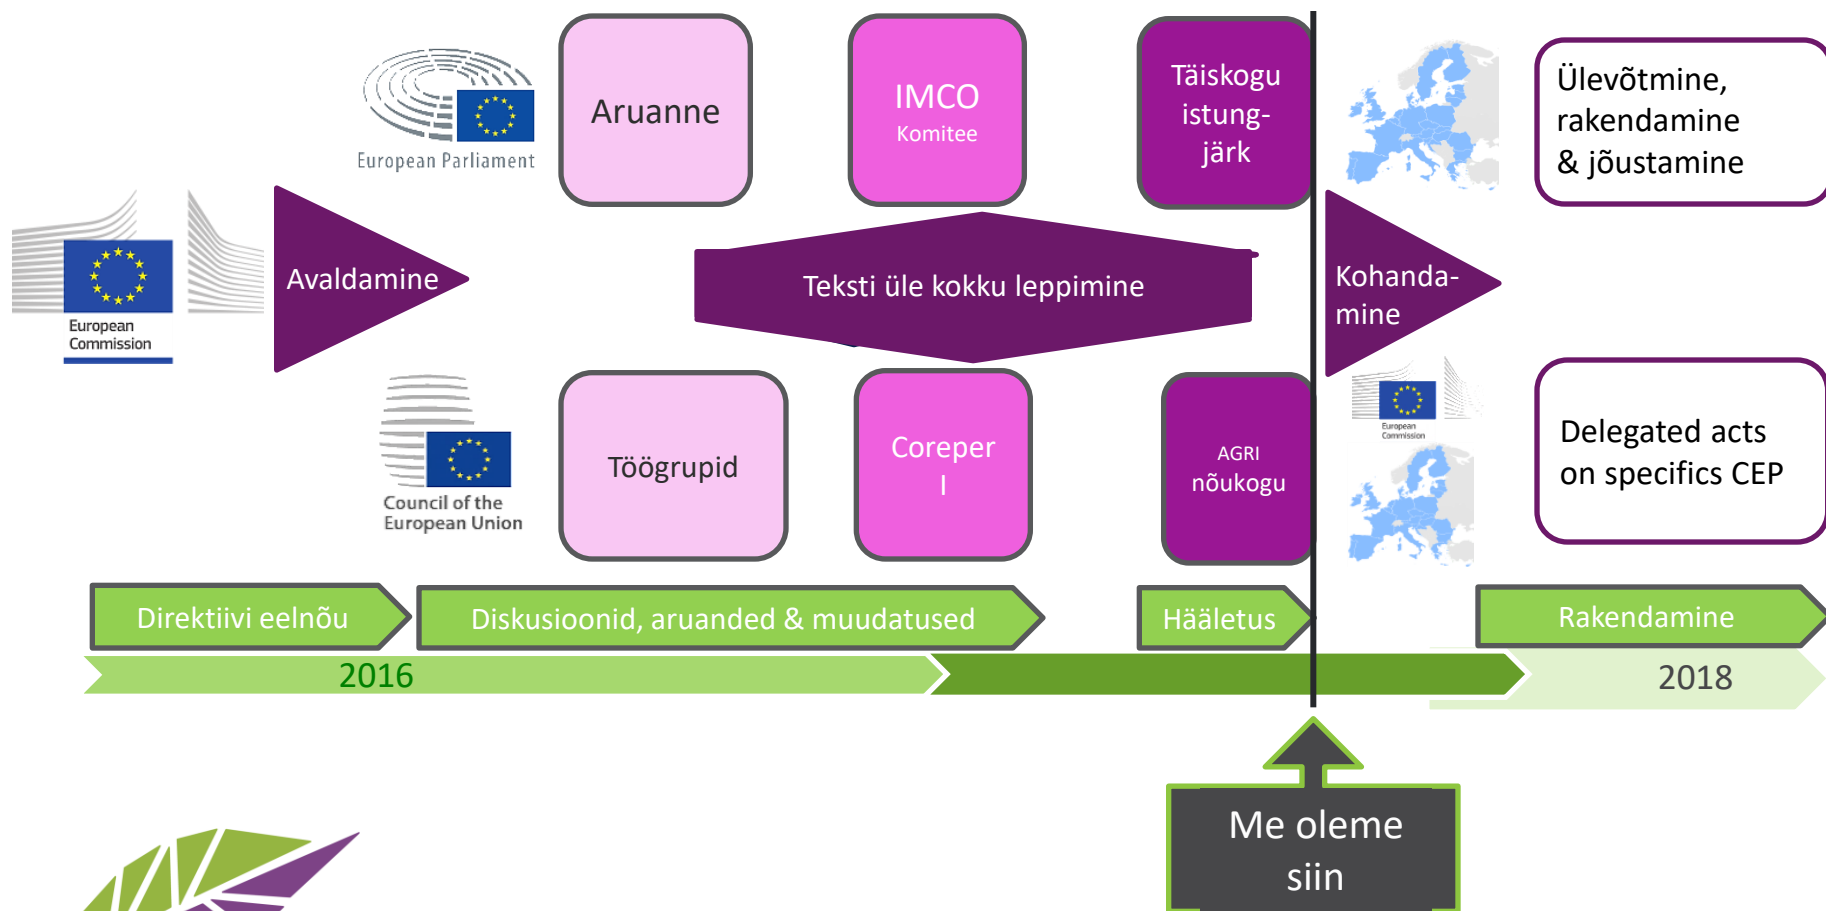 European Parliament
Aruanne
IMCO
Komitee
Täiskogu
istung-
järk
Ülevõtmine,
rakendamine
& jõustamine
European
Commission
Avaldamine
Teksti üle kokku leppimine
Kohanda-
mine
Council of the
European Union
Töögrupid
Coreper
I
AGRI
nõukogu
European
Commission
Delegated acts
on specifics CEP
Direktiivi eelnõu
Diskusioonid, aruanded & muudatused
Hääletus
Rakendamine
2016
2018
Me oleme
siin